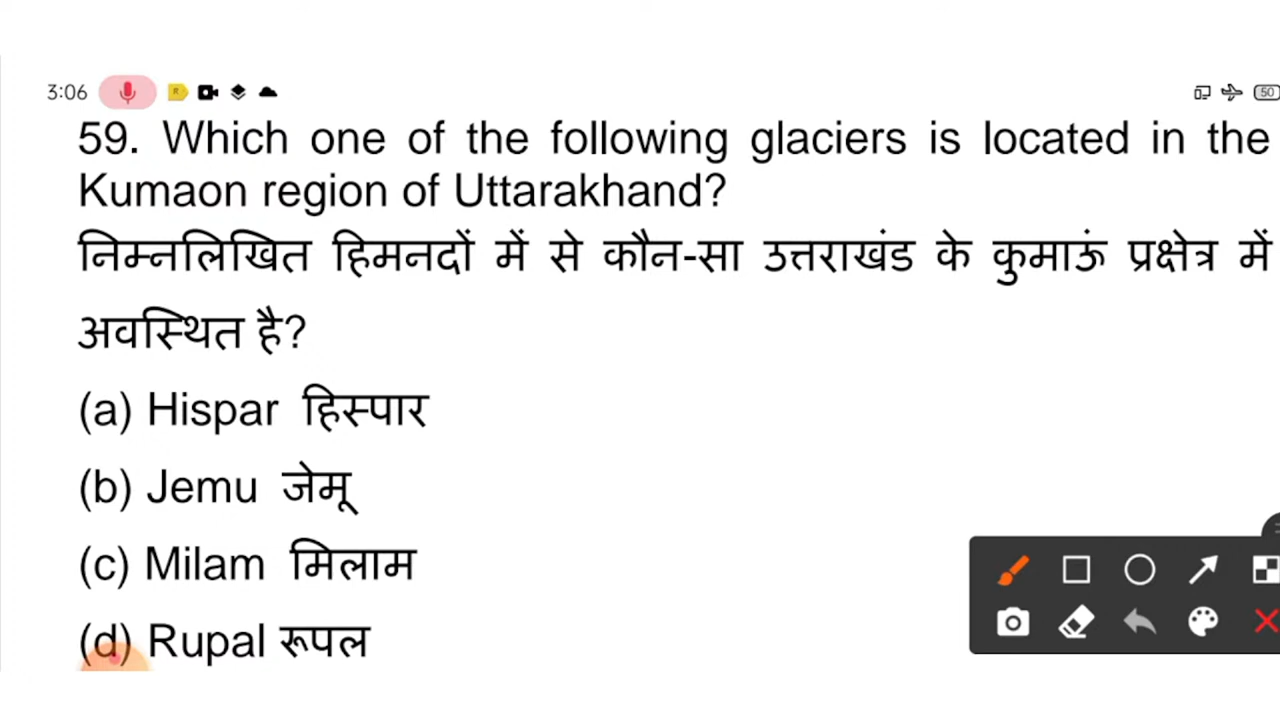 3:06
R
50
59. Which one of the following glaciers is located in the
Kumaon region of Uttarakhand?
निम्नलिखित हिमनदों में से कौन-सा उत्तराखंड के कुमाऊं प्रक्षेत्र में
अवस्थित है?
(a) Hispar हिस्पार
(b) Jemu जेमू
(c) Milam मिलाम
(d) Rupal रूपल